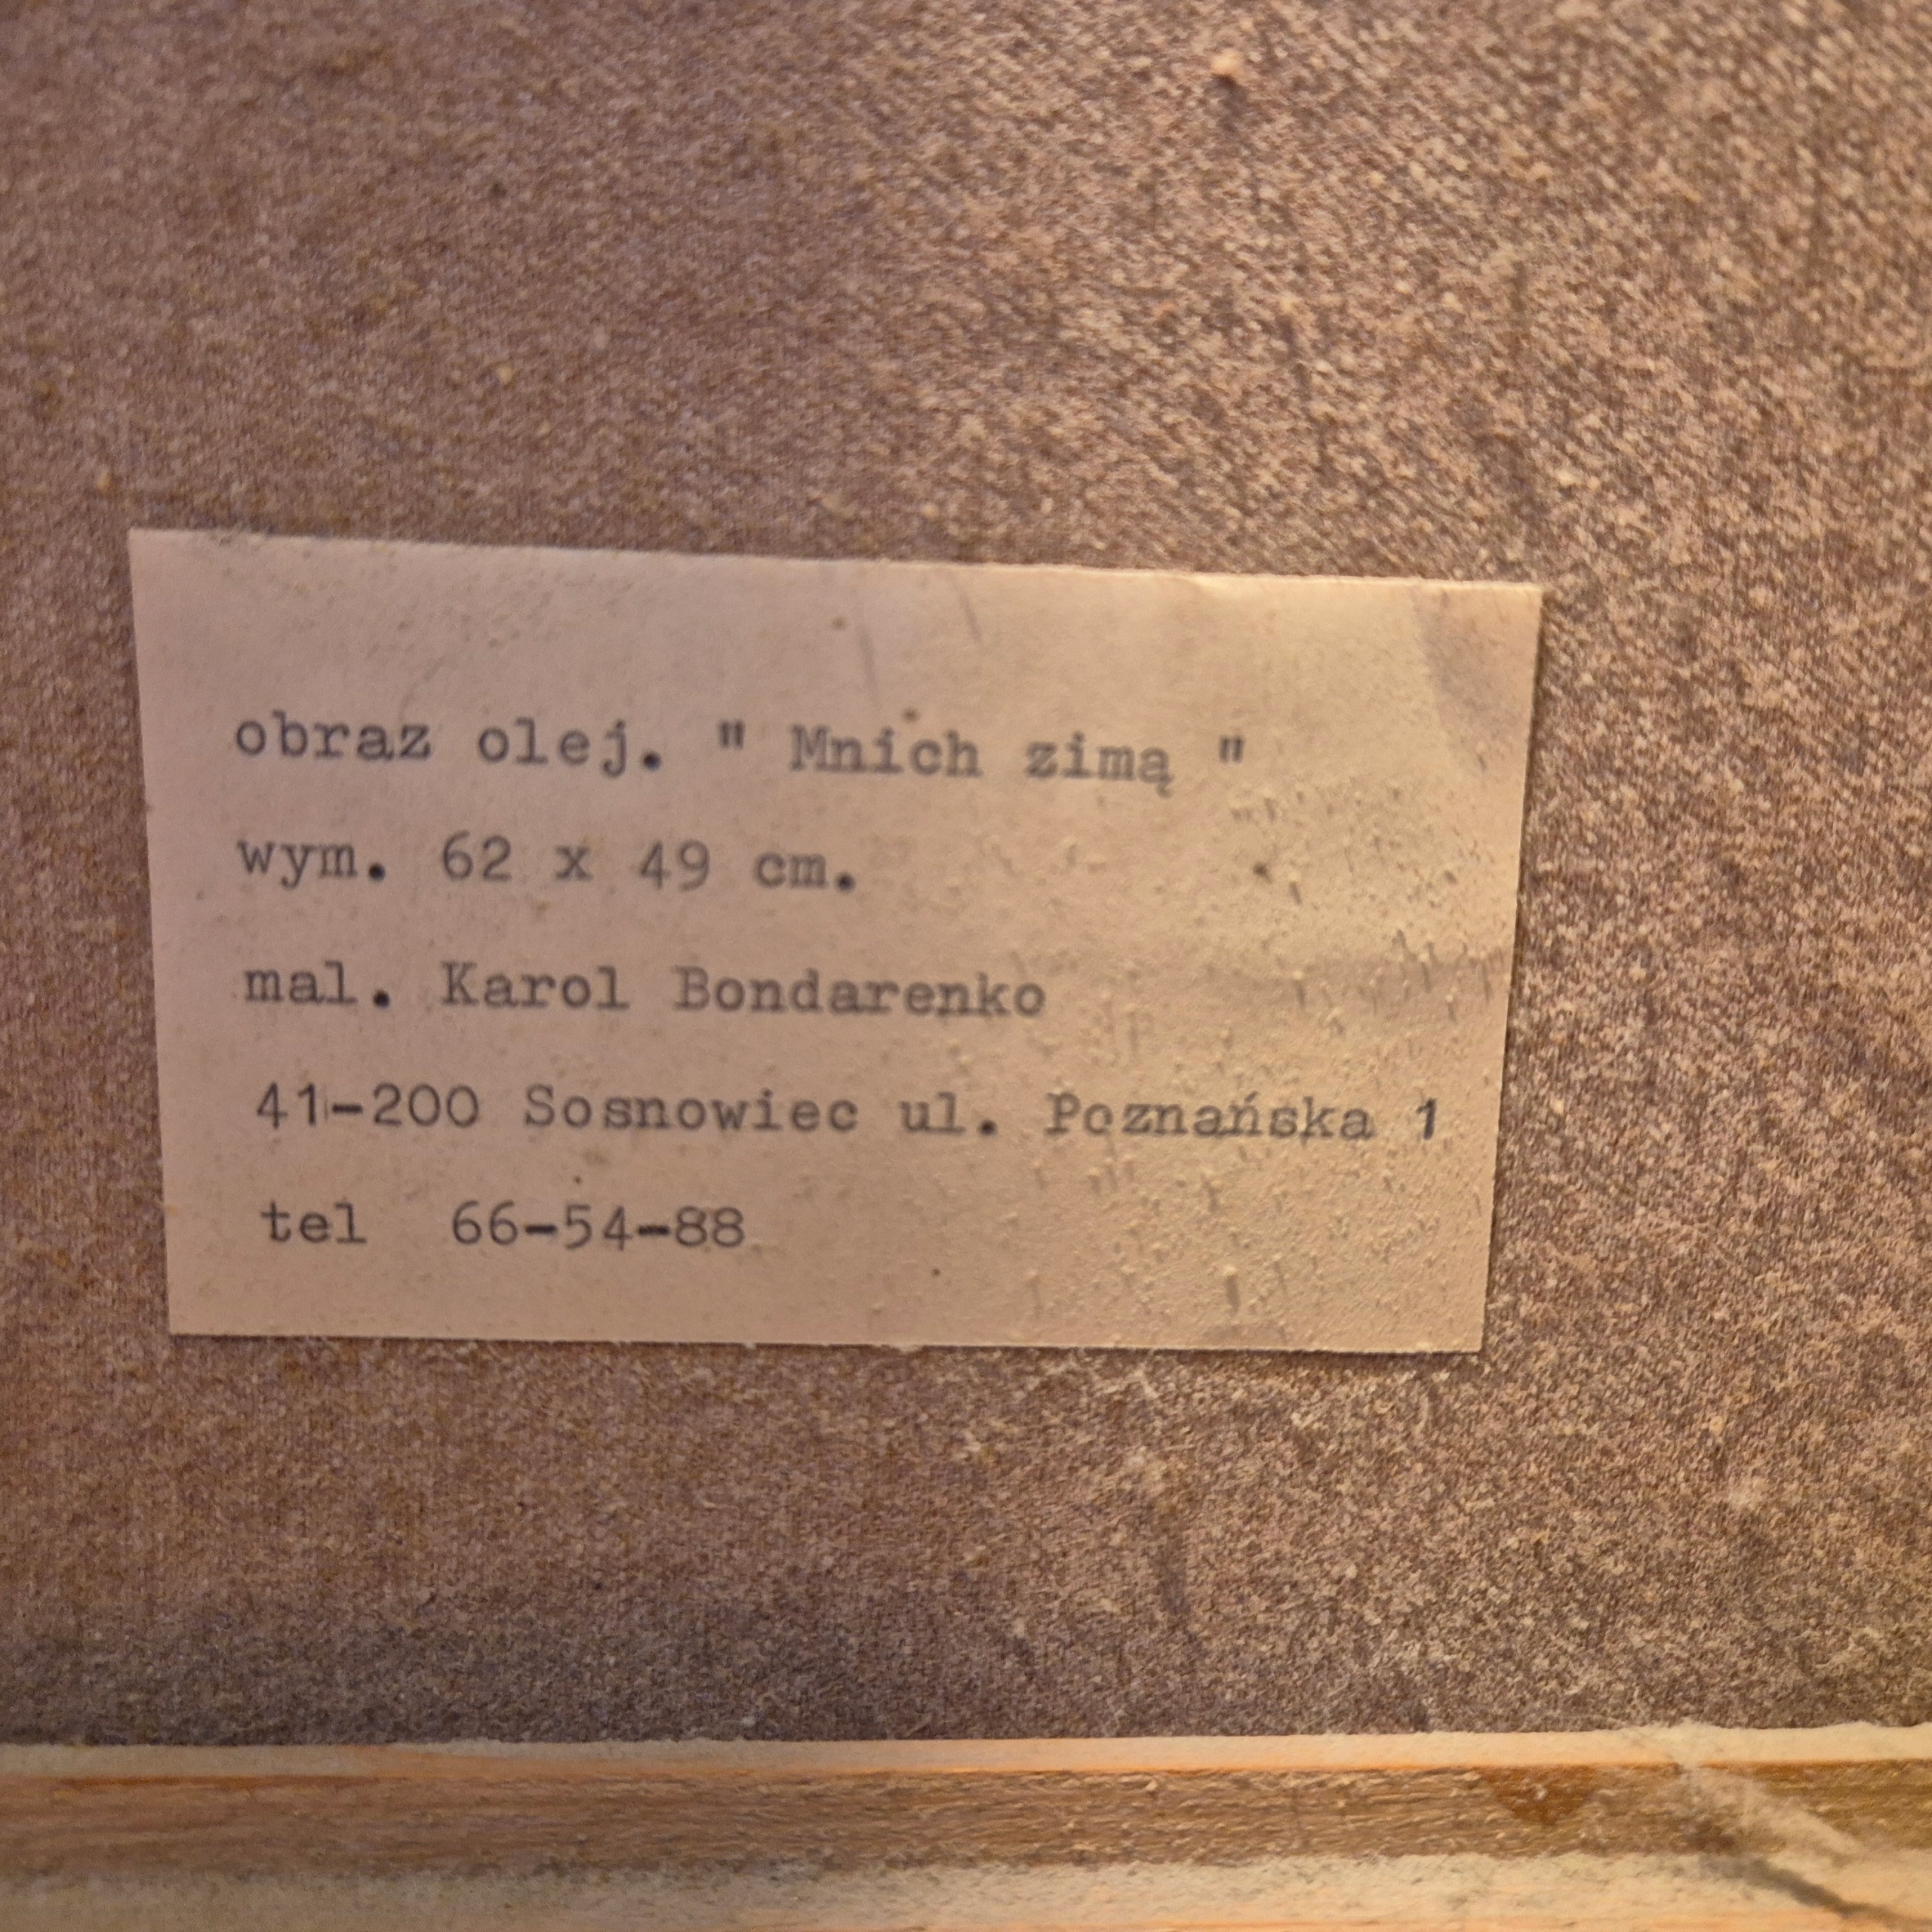 obraz olej. " Mnich zimą "
wym. 62 x 49 cm.
mal. Karol Bondarenko
41-200 Sosnowiec ul. Poznańska 1
tel 66-54-88